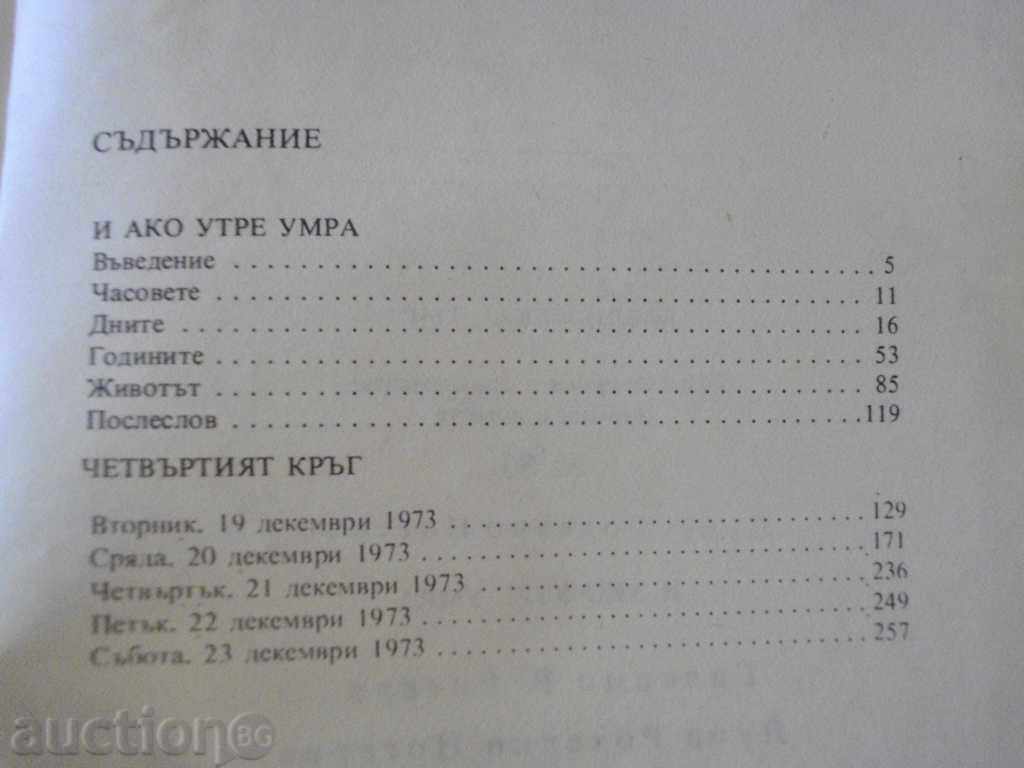 СЪДЪРЖАНИЕ
И АКО УТРЕ УМРА
Въведение . . . . . . . . . . . . . . . . . . . . 5
Часовете . . . . . . . . . . . . . . . . . . . . 11
Дните . . . . . . . . . . . . . . . . . . . . 16
Годините . . . . . . . . . . . . . . . . . . . . 53
Животът . . . . . . . . . . . . . . . . . . . . 85
Послеслов . . . . . . . . . . . . . . . . . . . . 119
ЧЕТВЪРТИЯТ КРЪГ
Вторник. 19 декември 1973 . . . . . . . . . . . . . . . . . . . . 129
Сряда. 20 декември 1973 . . . . . . . . . . . . . . . . . . . . 171
Четвъртък. 21 декември 1973 . . . . . . . . . . . . . . . . . . . . 236
Петък. 22 декември 1973 . . . . . . . . . . . . . . . . . . . . 249
Събота. 23 декември 1973 . . . . . . . . . . . . . . . . . . . . 257
auction BG